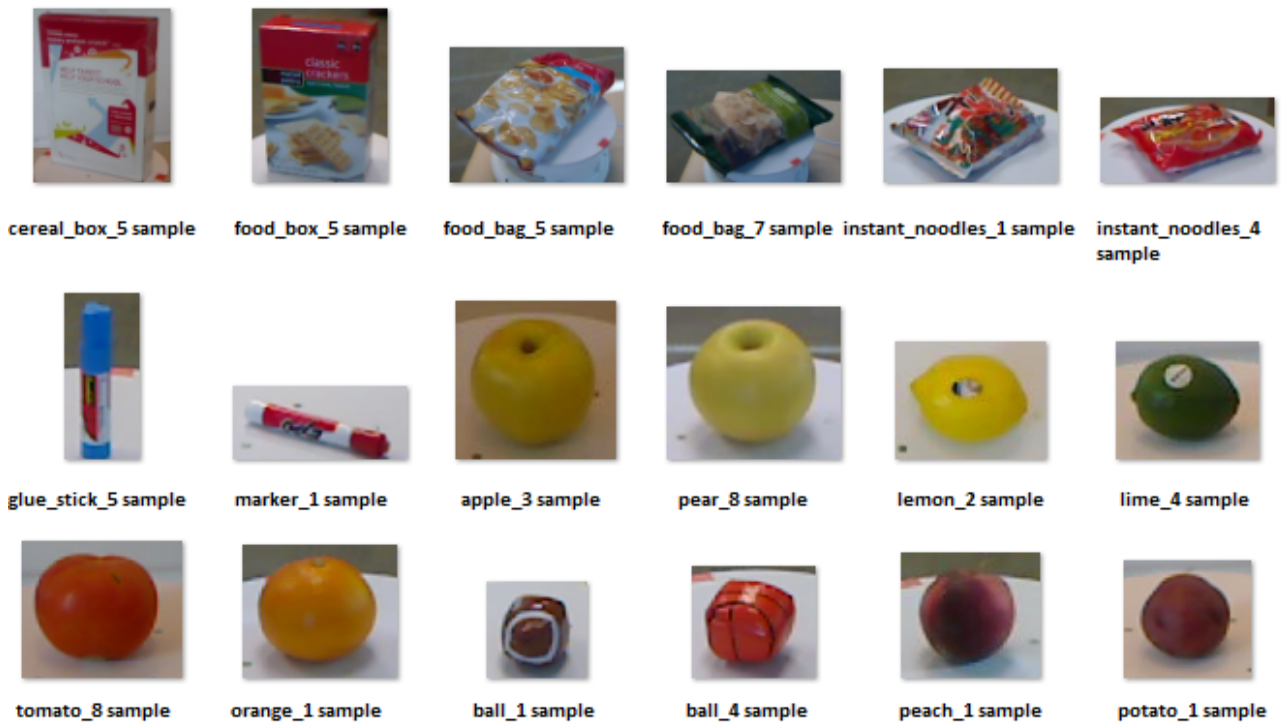 classic
crackers
cereal_box_5 sample
food_box_5 sample
food_bag_5 sample
food_bag_7 sample
instant_noodles_1 sample
instant_noodles_4
sample
glue_stick_5 sample
marker_1 sample
apple_3 sample
pear_8 sample
lemon_2 sample
lime_4 sample
tomato_8 sample
orange_1 sample
ball_1 sample
ball_4 sample
peach_1 sample
potato_1 sample